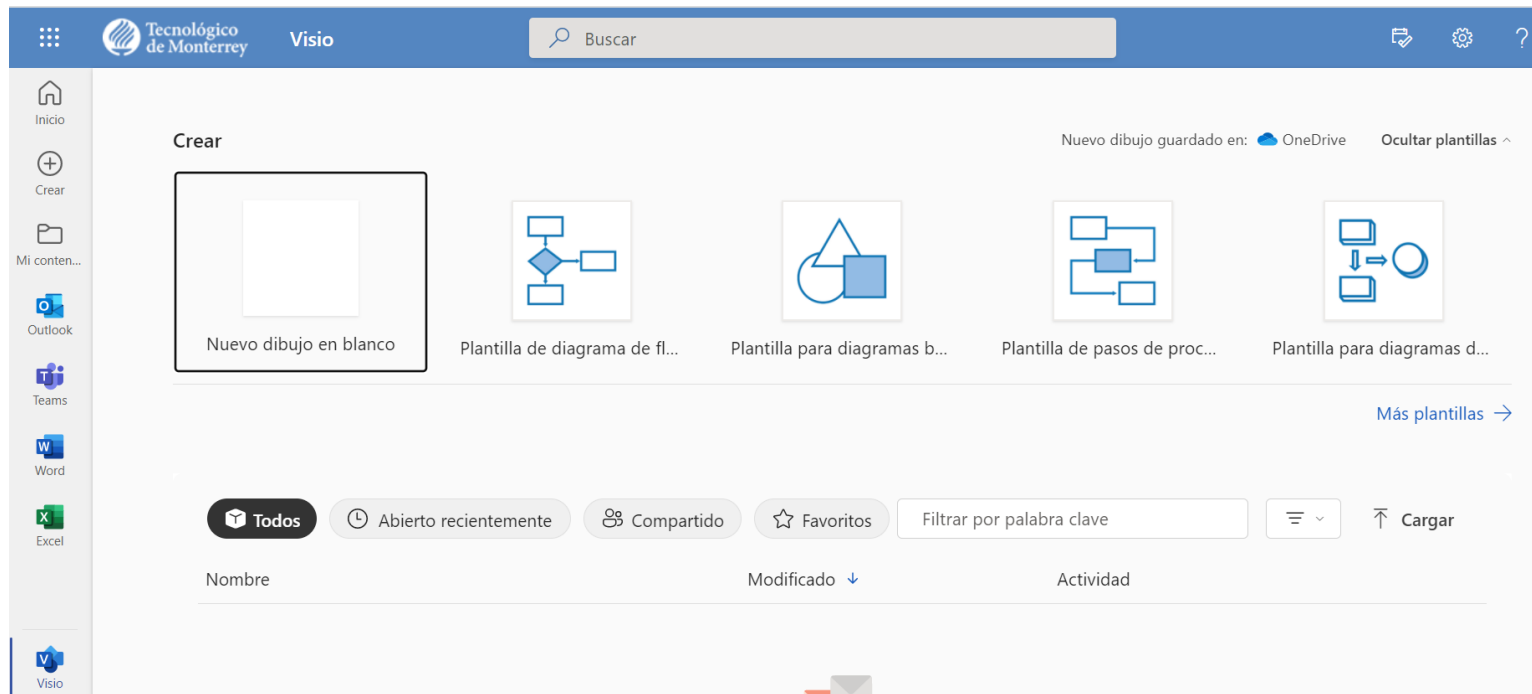 Tecnológico
de Monterrey
Visio
Buscar
Inicio
Crear
Mi conten...
Outlook
Teams
Word
Excel
Visio
Crear
Nuevo dibujo guardado en: OneDrive
Ocultar plantillas
Nuevo dibujo en blanco
Plantilla de diagrama de fl...
Plantilla para diagramas b...
Plantilla de pasos de proc...
Plantilla para diagramas d...
Más plantillas
Todos
Abierto recientemente
Compartido
Favoritos
Filtrar por palabra clave
Cargar
Nombre
Modificado
Actividad